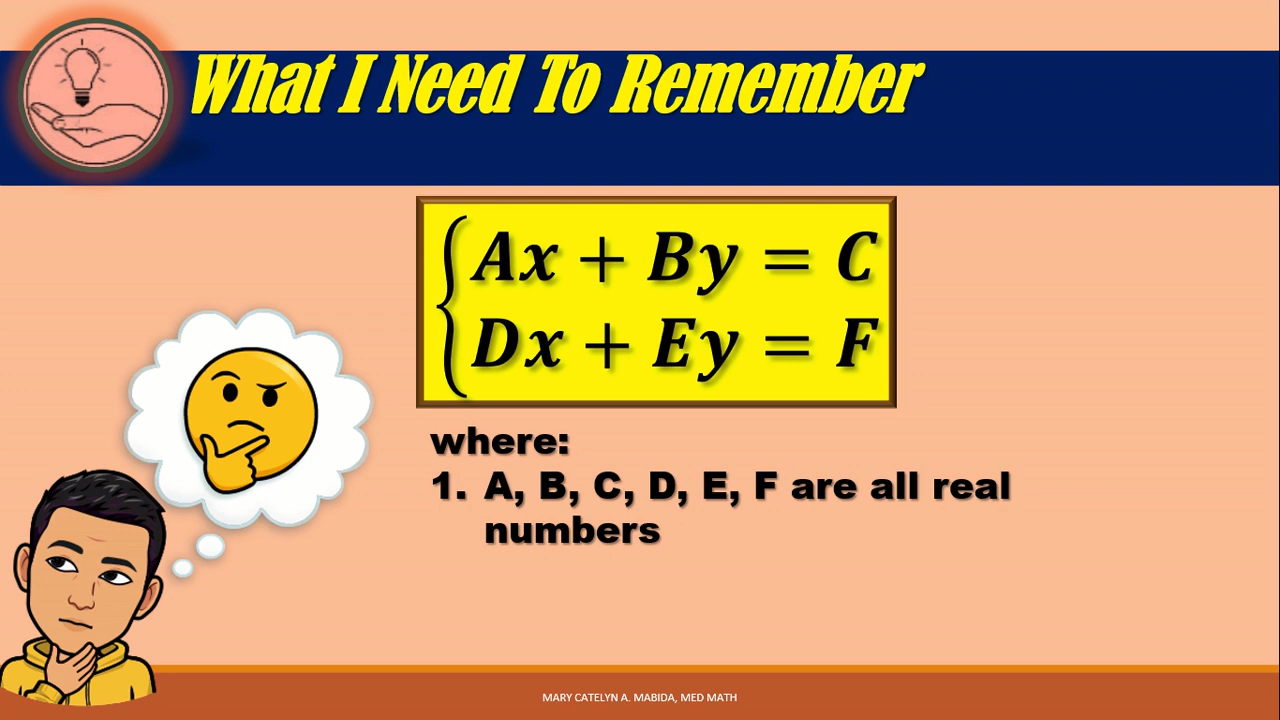 What I Need To Remember
Ax + By = C
Dx + Ey = F
where:
1. A, B, C, D, E, F are all real
numbers
MARY CATELYN A. MABIDA, MED MATH